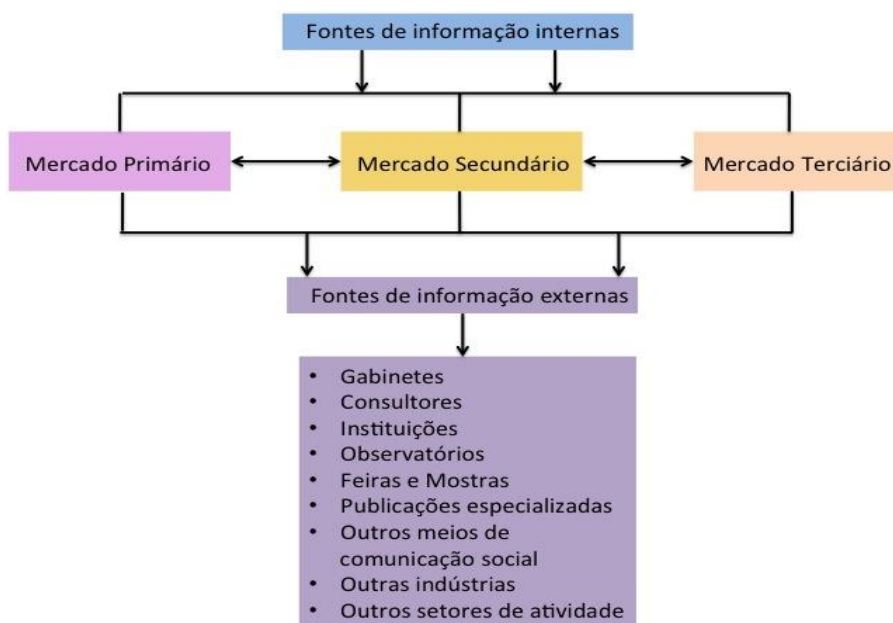 Fontes de informação internas
Mercado Primário
Mercado Secundário
Mercado Terciário
Fontes de informação externas
• Gabinetes
• Consultores
• Instituições
• Observatórios
• Feiras e Mostras
• Publicações especializadas
• Outros meios de
comunicação social
• Outras indústrias
• Outros setores de atividade